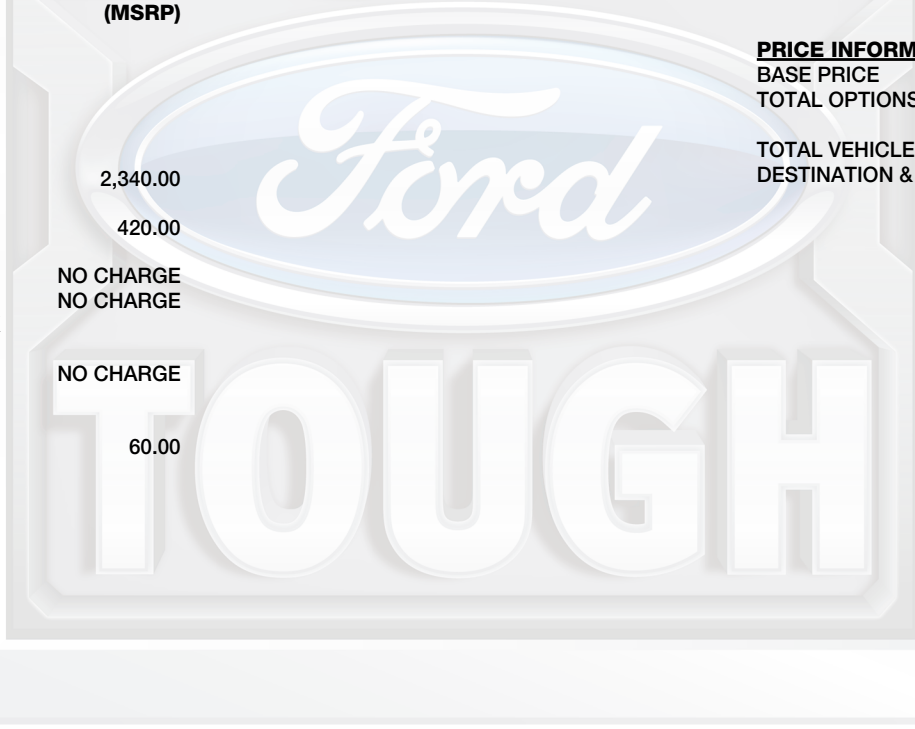 (MSRP)
2,340.00
420.00
NO CHARGE
NO CHARGE
NO CHARGE
60.00
PRICE INFORM
BASE PRICE
TOTAL OPTIONS
TOTAL VEHICLE
DESTINATION &
Ford
TOUGH